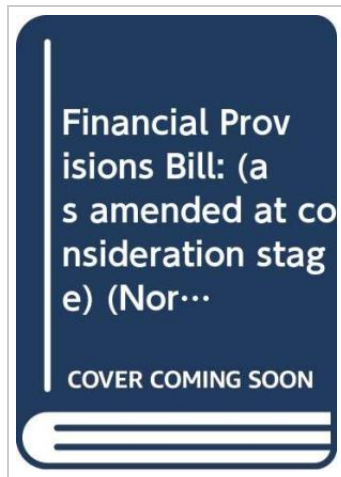 Financial Prov
isions Bill: (a
s amended at co
nsideration stag
e) (Nor…
COVER COMING SOON